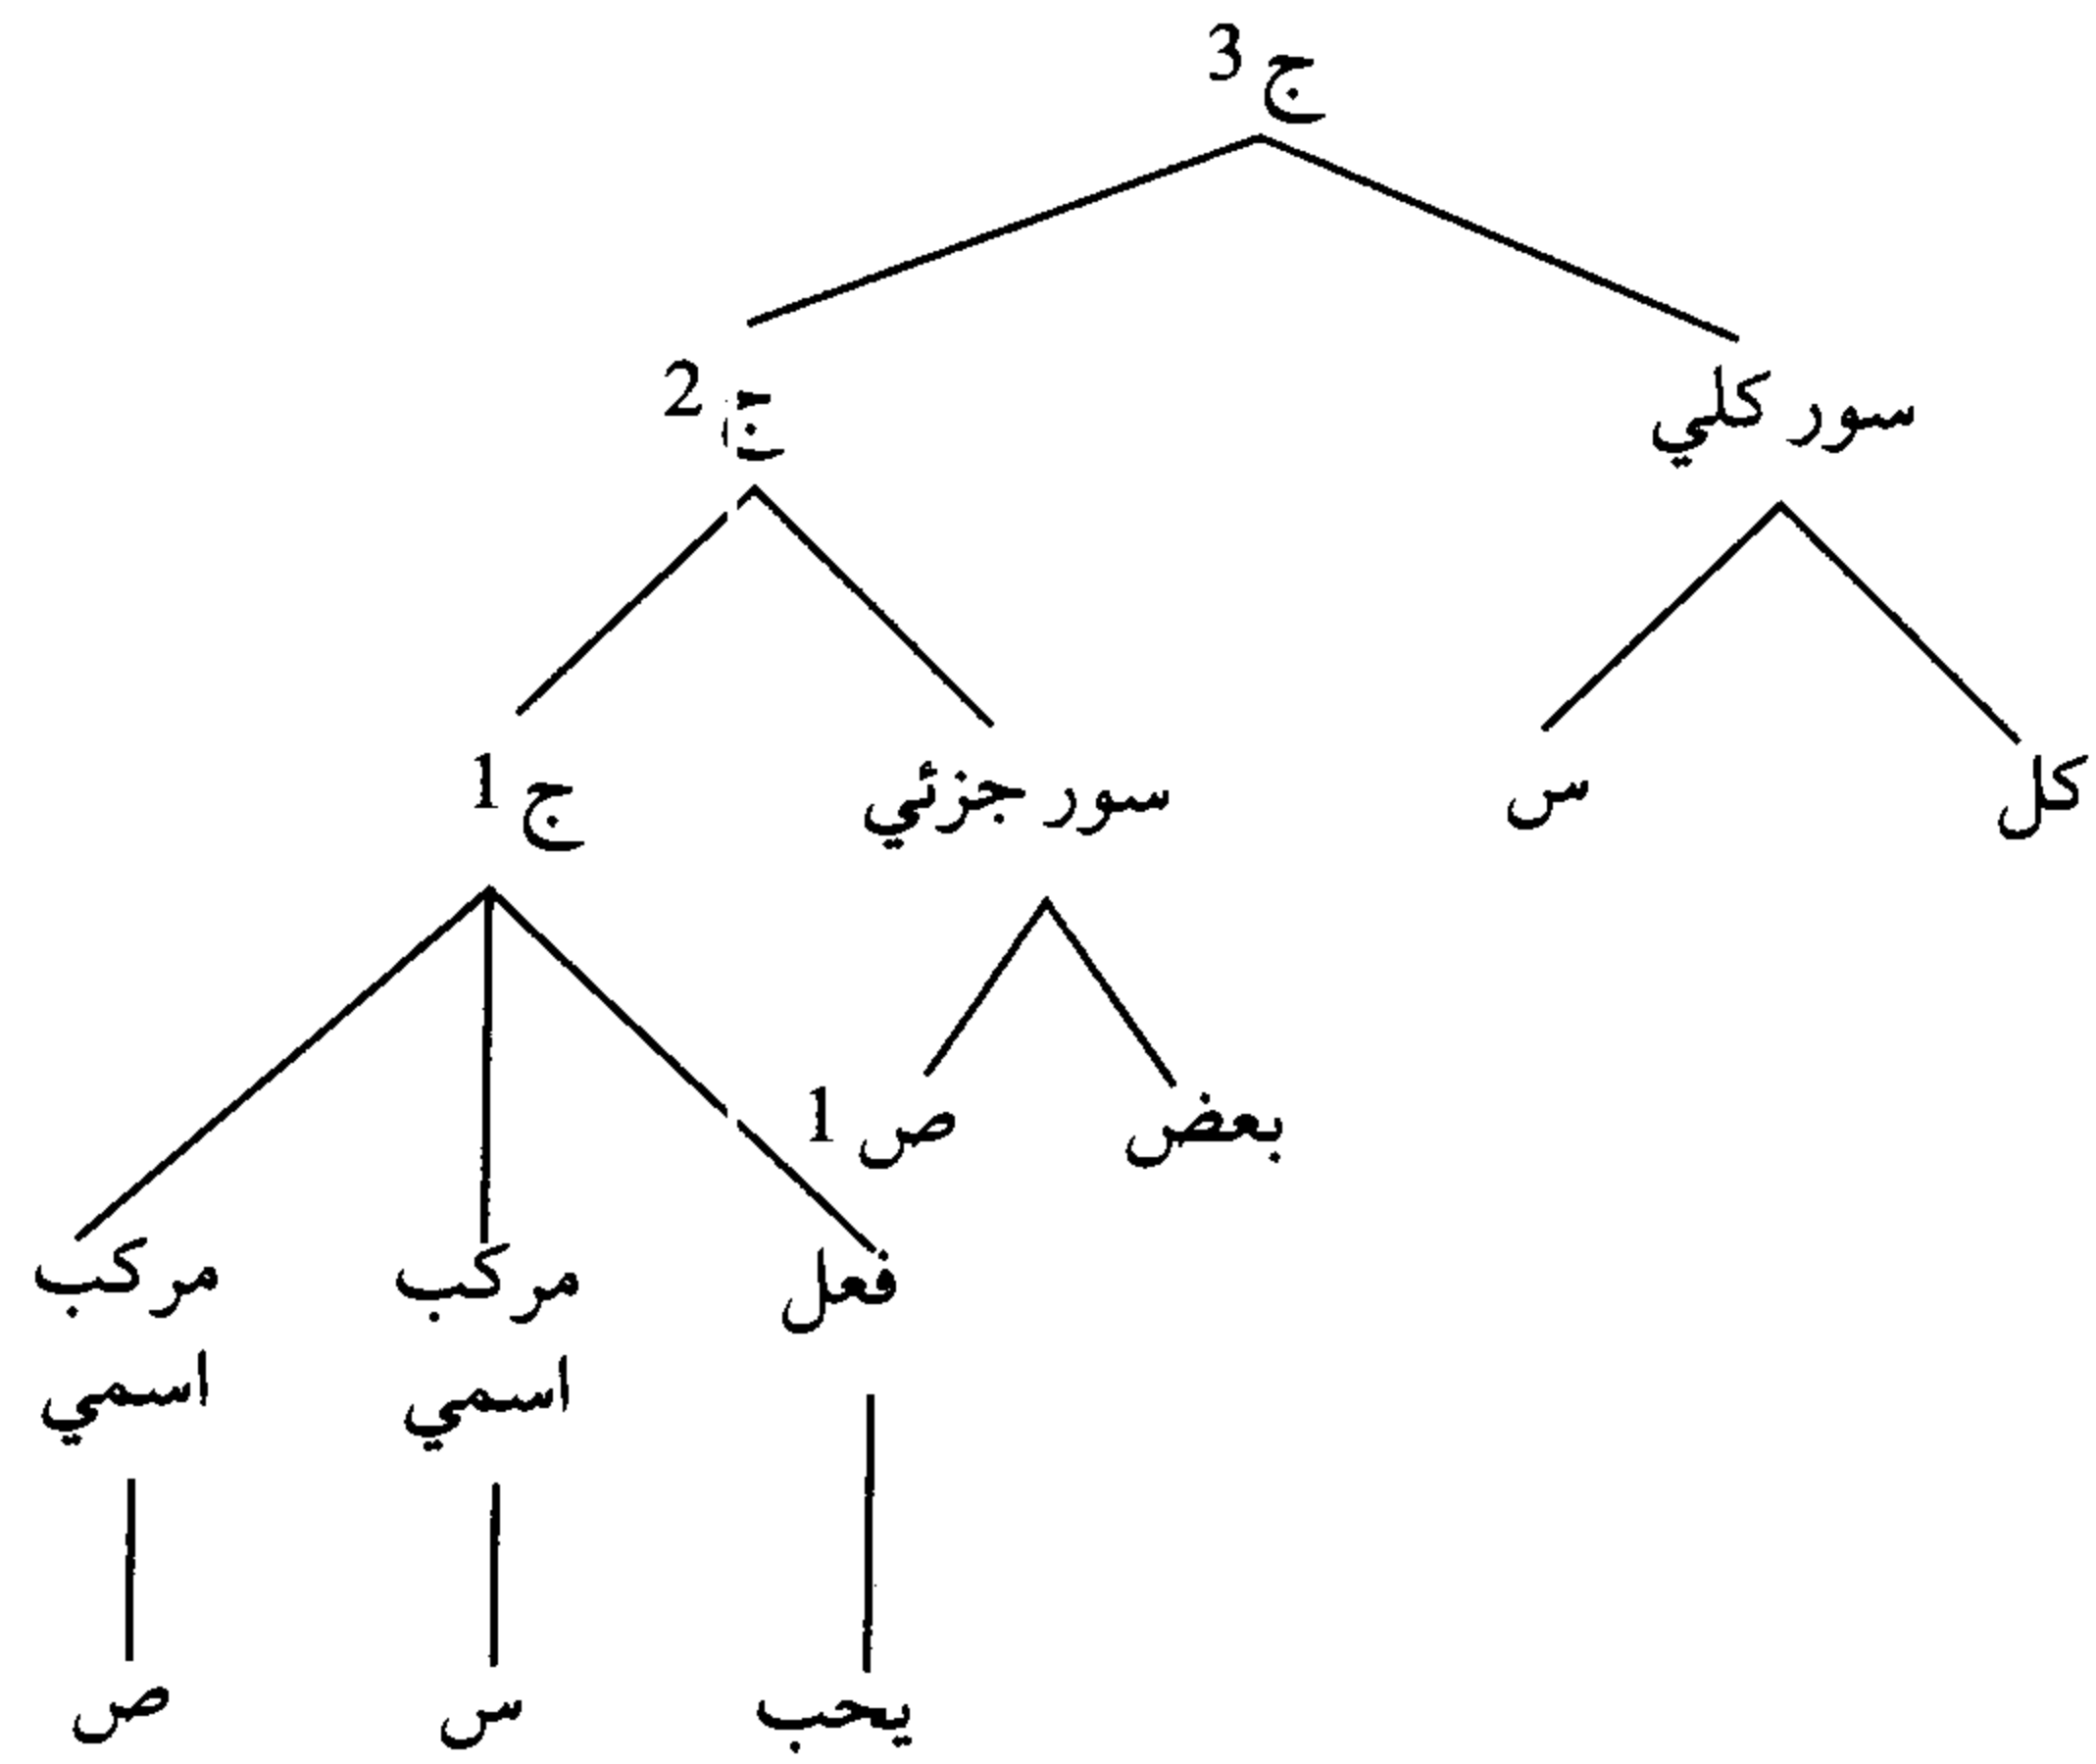 ج 3
سور كلي
ج 2
كل
س
سور جزئي
ج 1
بعض
ص 1
فعل
مركب
اسمي
مركب
اسمي
يحب
س
ص